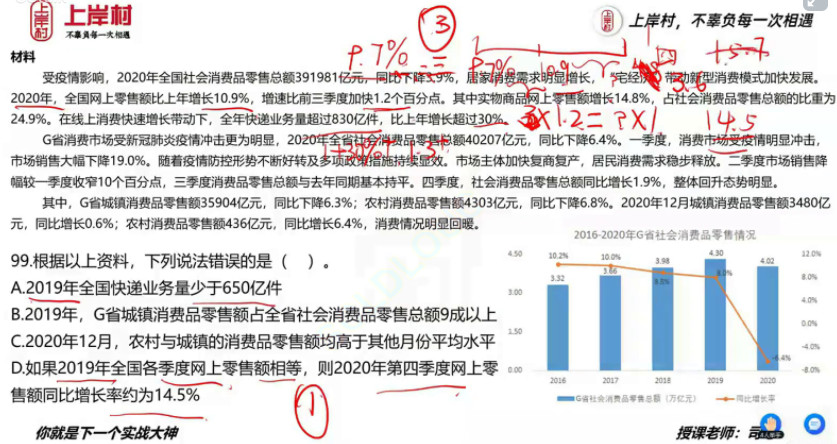 上岸村
不辜负每一次相遇
上岸村，不辜负每一次相遇
材料
受疫情影响，2020年全国社会消费品零售总额391981亿元，同比下降3.9%，居家消费需求明显增长，"宅经济"带动新型消费模式加快发展。
2020年，全国网上零售额比上年增长10.9%，增速比前三季度加快1.2个百分点。其中实物商品网上零售额增长14.8%，占社会消费品零售总额的比重为
24.9%。在线上消费快速增长带动下，全年快递业务量超过830亿件，比上年增长超过30%。
G省消费市场受新冠肺炎疫情冲击更为明显，2020年全省社会消费品零售总额40207亿元，同比下降6.4%。一季度，消费市场受疫情明显冲击，
市场销售大幅下降19.0%。随着疫情防控形势不断好转及多项政策措施持续显效。市场主体加快复商复产，居民消费需求稳步释放。二季度市场销售降
幅较一季度收窄10个百分点，三季度消费品零售总额与去年同期基本持平。四季度，社会消费品零售总额同比增长1.9%，整体回升态势明显。
其中，G省城镇消费品零售额35904亿元，同比下降6.3%；农村消费品零售额4303亿元，同比下降6.8%。2020年12月城镇消费品零售额3480亿
元，同比增长0.6%；农村消费品零售额436亿元，同比增长6.4%，消费情况明显回暖。
99.根据以上资料，下列说法错误的是（ ）。
A.2019年全国快递业务量少于650亿件
B.2019年，G省城镇消费品零售额占全省社会消费品零售总额9成以上
C.2020年12月，农村与城镇的消费品零售额均高于其他月份平均水平
D.如果2019年全国各季度网上零售额相等，则2020年第四季度网上零
售额同比增长率约为14.5%
2016-2020年G省社会消费品零售情况
4.50
3.00
1.50
0.00
12.0%
8.0%
4.0%
0.0%
-4.0%
-8.0%
10.2%
10.0%
8.8%
8.0%
-6.4%
3.32
3.66
3.98
4.30
4.02
2016
2017
2018
2019
2020
G省社会消费品零售总额（万亿元）
同比增长率
③
9.7%
10.9
四
15.7
3.6
3×1.2=?×1
14.5
1+30%
1.3
①
你就是下一个实战大神
授课老师：司